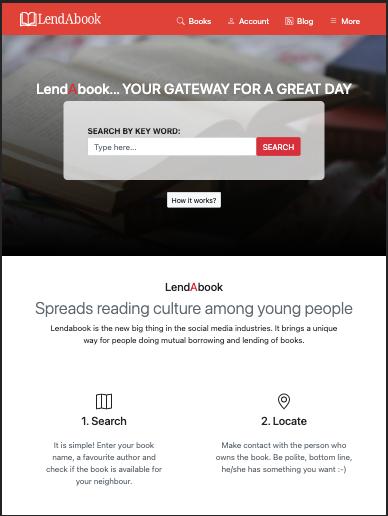 LendAbook
Books Account Blog More
LendAbook... YOUR GATEWAY FOR A GREAT DAY
SEARCH BY KEY WORD:
Type here... SEARCH
How it works?
LendAbook
Spreads reading culture among young people
Lendabook is the new big thing in the social media industries. It brings a unique
way for people doing mutual borrowing and lending of books.
1. Search
It is simple! Enter your book
name, a favourite author and
check if the book is available for
your neighbour.
2. Locate
Make contact with the person who
owns the book. Be polite, bottom line,
he/she has something you want :-)